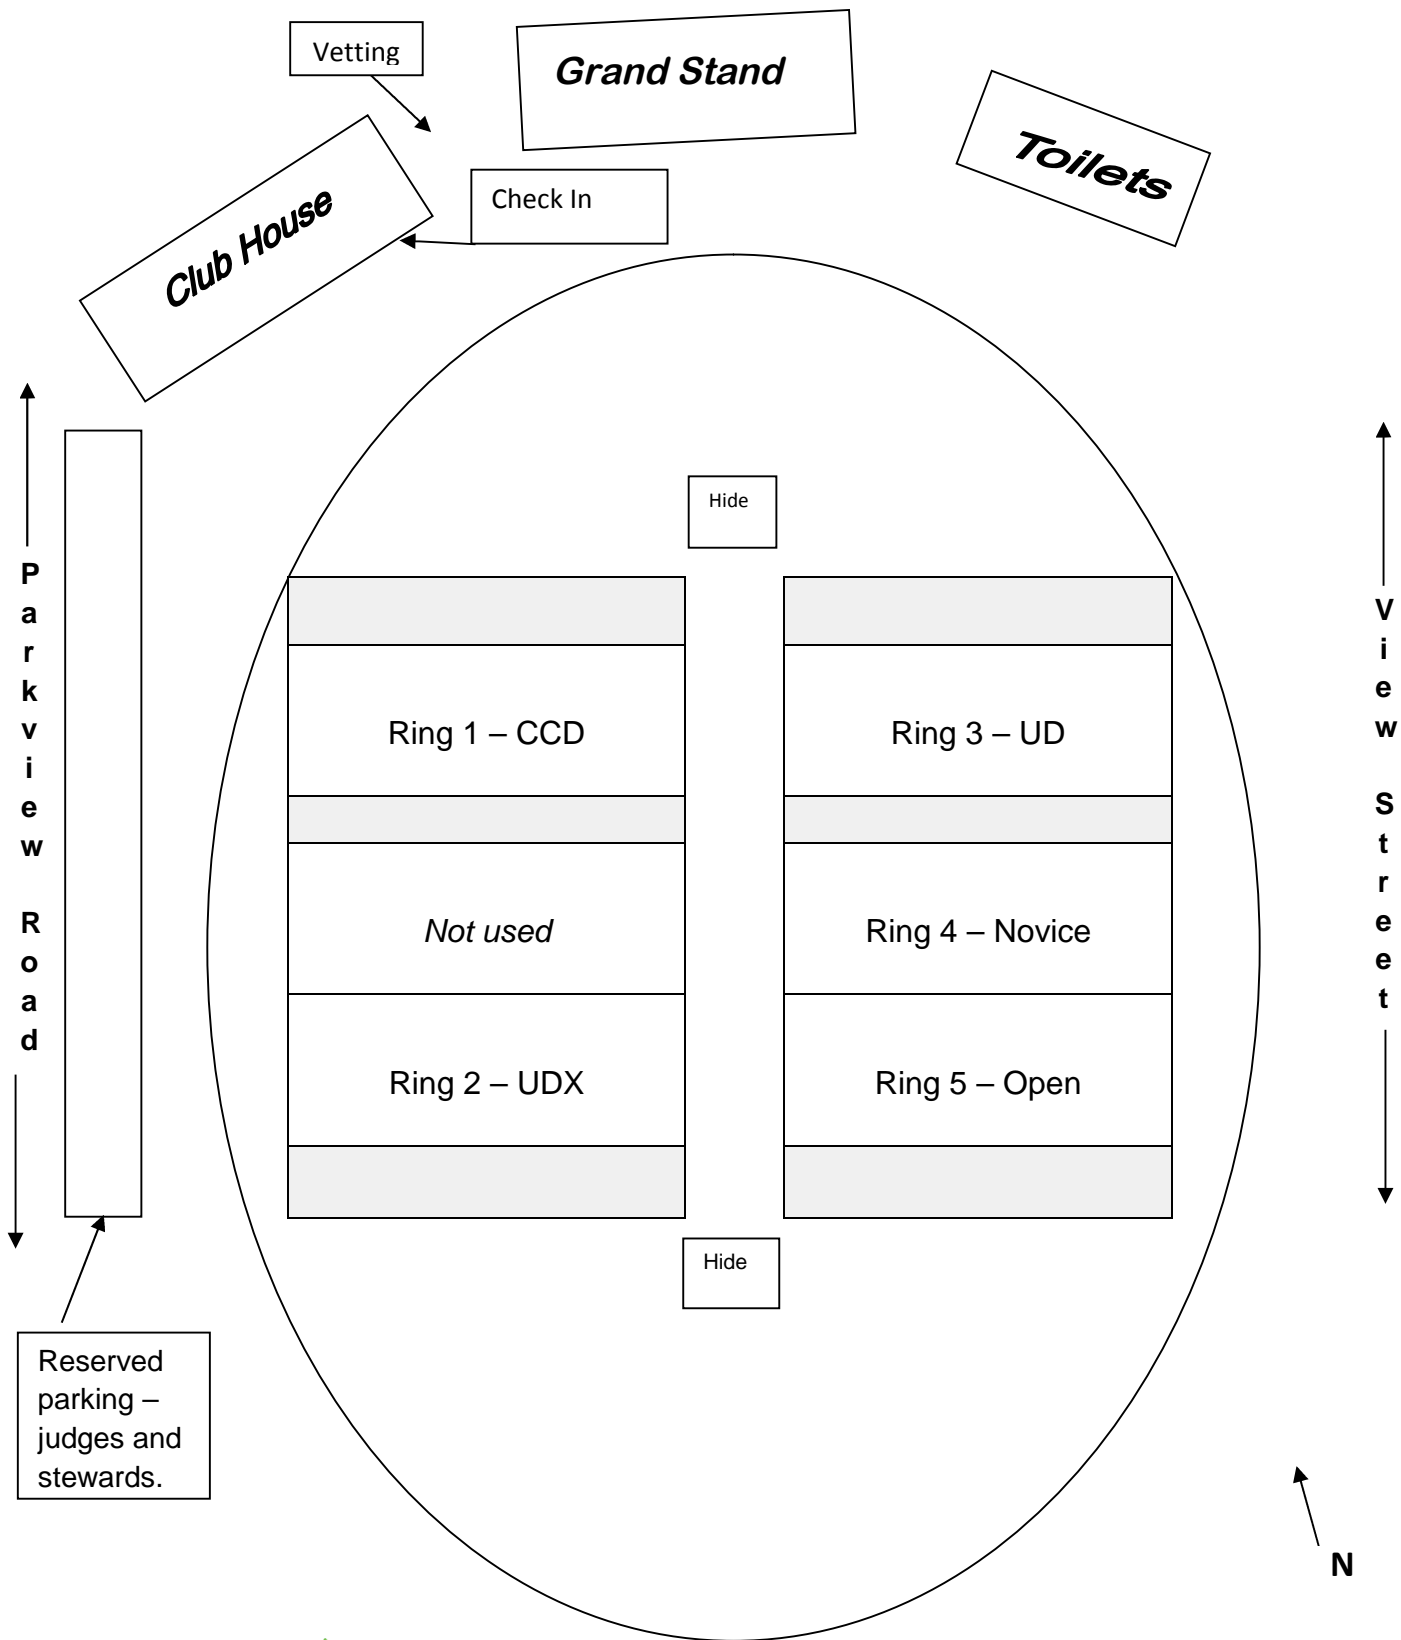 Vetting
Grand Stand
Toilets
Check In
Club House
Hide
Parkview Road
View Street
Ring 1 – CCD
Ring 3 – UD
Not used
Ring 4 – Novice
Ring 2 – UDX
Ring 5 – Open
Hide
Reserved
parking –
judges and
stewards.
N